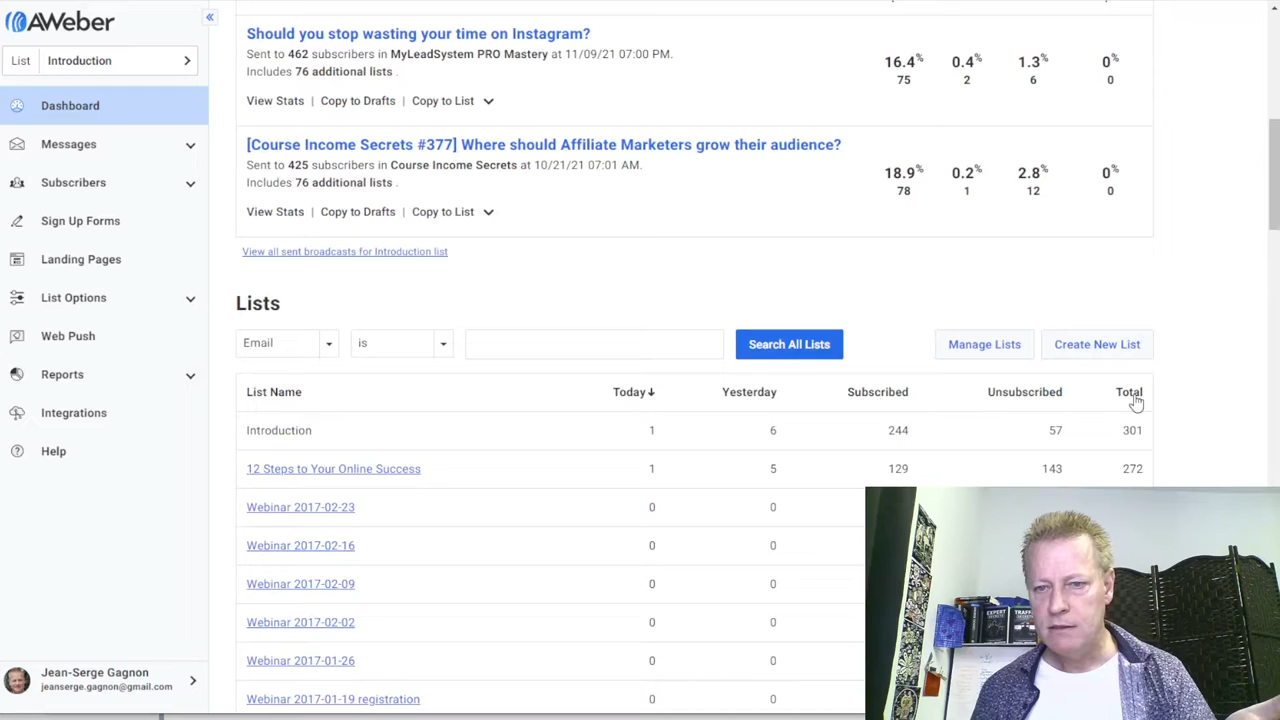 AWeber
«
List Introduction
Dashboard
Messages
Subscribers
Sign Up Forms
Landing Pages
List Options
Web Push
Reports
Integrations
Help
Jean-Serge Gagnon
jeanserge.gagnon@gmail.com
Should you stop wasting your time on Instagram?
Sent to 462 subscribers in MyLeadSystem PRO Mastery at 11/09/21 07:00 PM.
Includes 76 additional lists .
16.4% 0.4% 1.3% 0%
75 2 6 0
View Stats | Copy to Drafts | Copy to List
[Course Income Secrets #377] Where should Affiliate Marketers grow their audience?
Sent to 425 subscribers in Course Income Secrets at 10/21/21 07:01 AM.
Includes 76 additional lists .
18.9% 0.2% 2.8% 0%
78 1 12 0
View Stats | Copy to Drafts | Copy to List
View all sent broadcasts for Introduction list
Lists
Email is Search All Lists Manage Lists Create New List
List Name Today Yesterday Subscribed Unsubscribed Total
Introduction 1 6 244 57 301
12 Steps to Your Online Success 1 5 129 143 272
Webinar 2017-02-23 0 0
Webinar 2017-02-16 0 0
Webinar 2017-02-09 0 0
Webinar 2017-02-02 0 0
Webinar 2017-01-26 0 0
Webinar 2017-01-19 registration 0 0
EXPERT
SECRETS